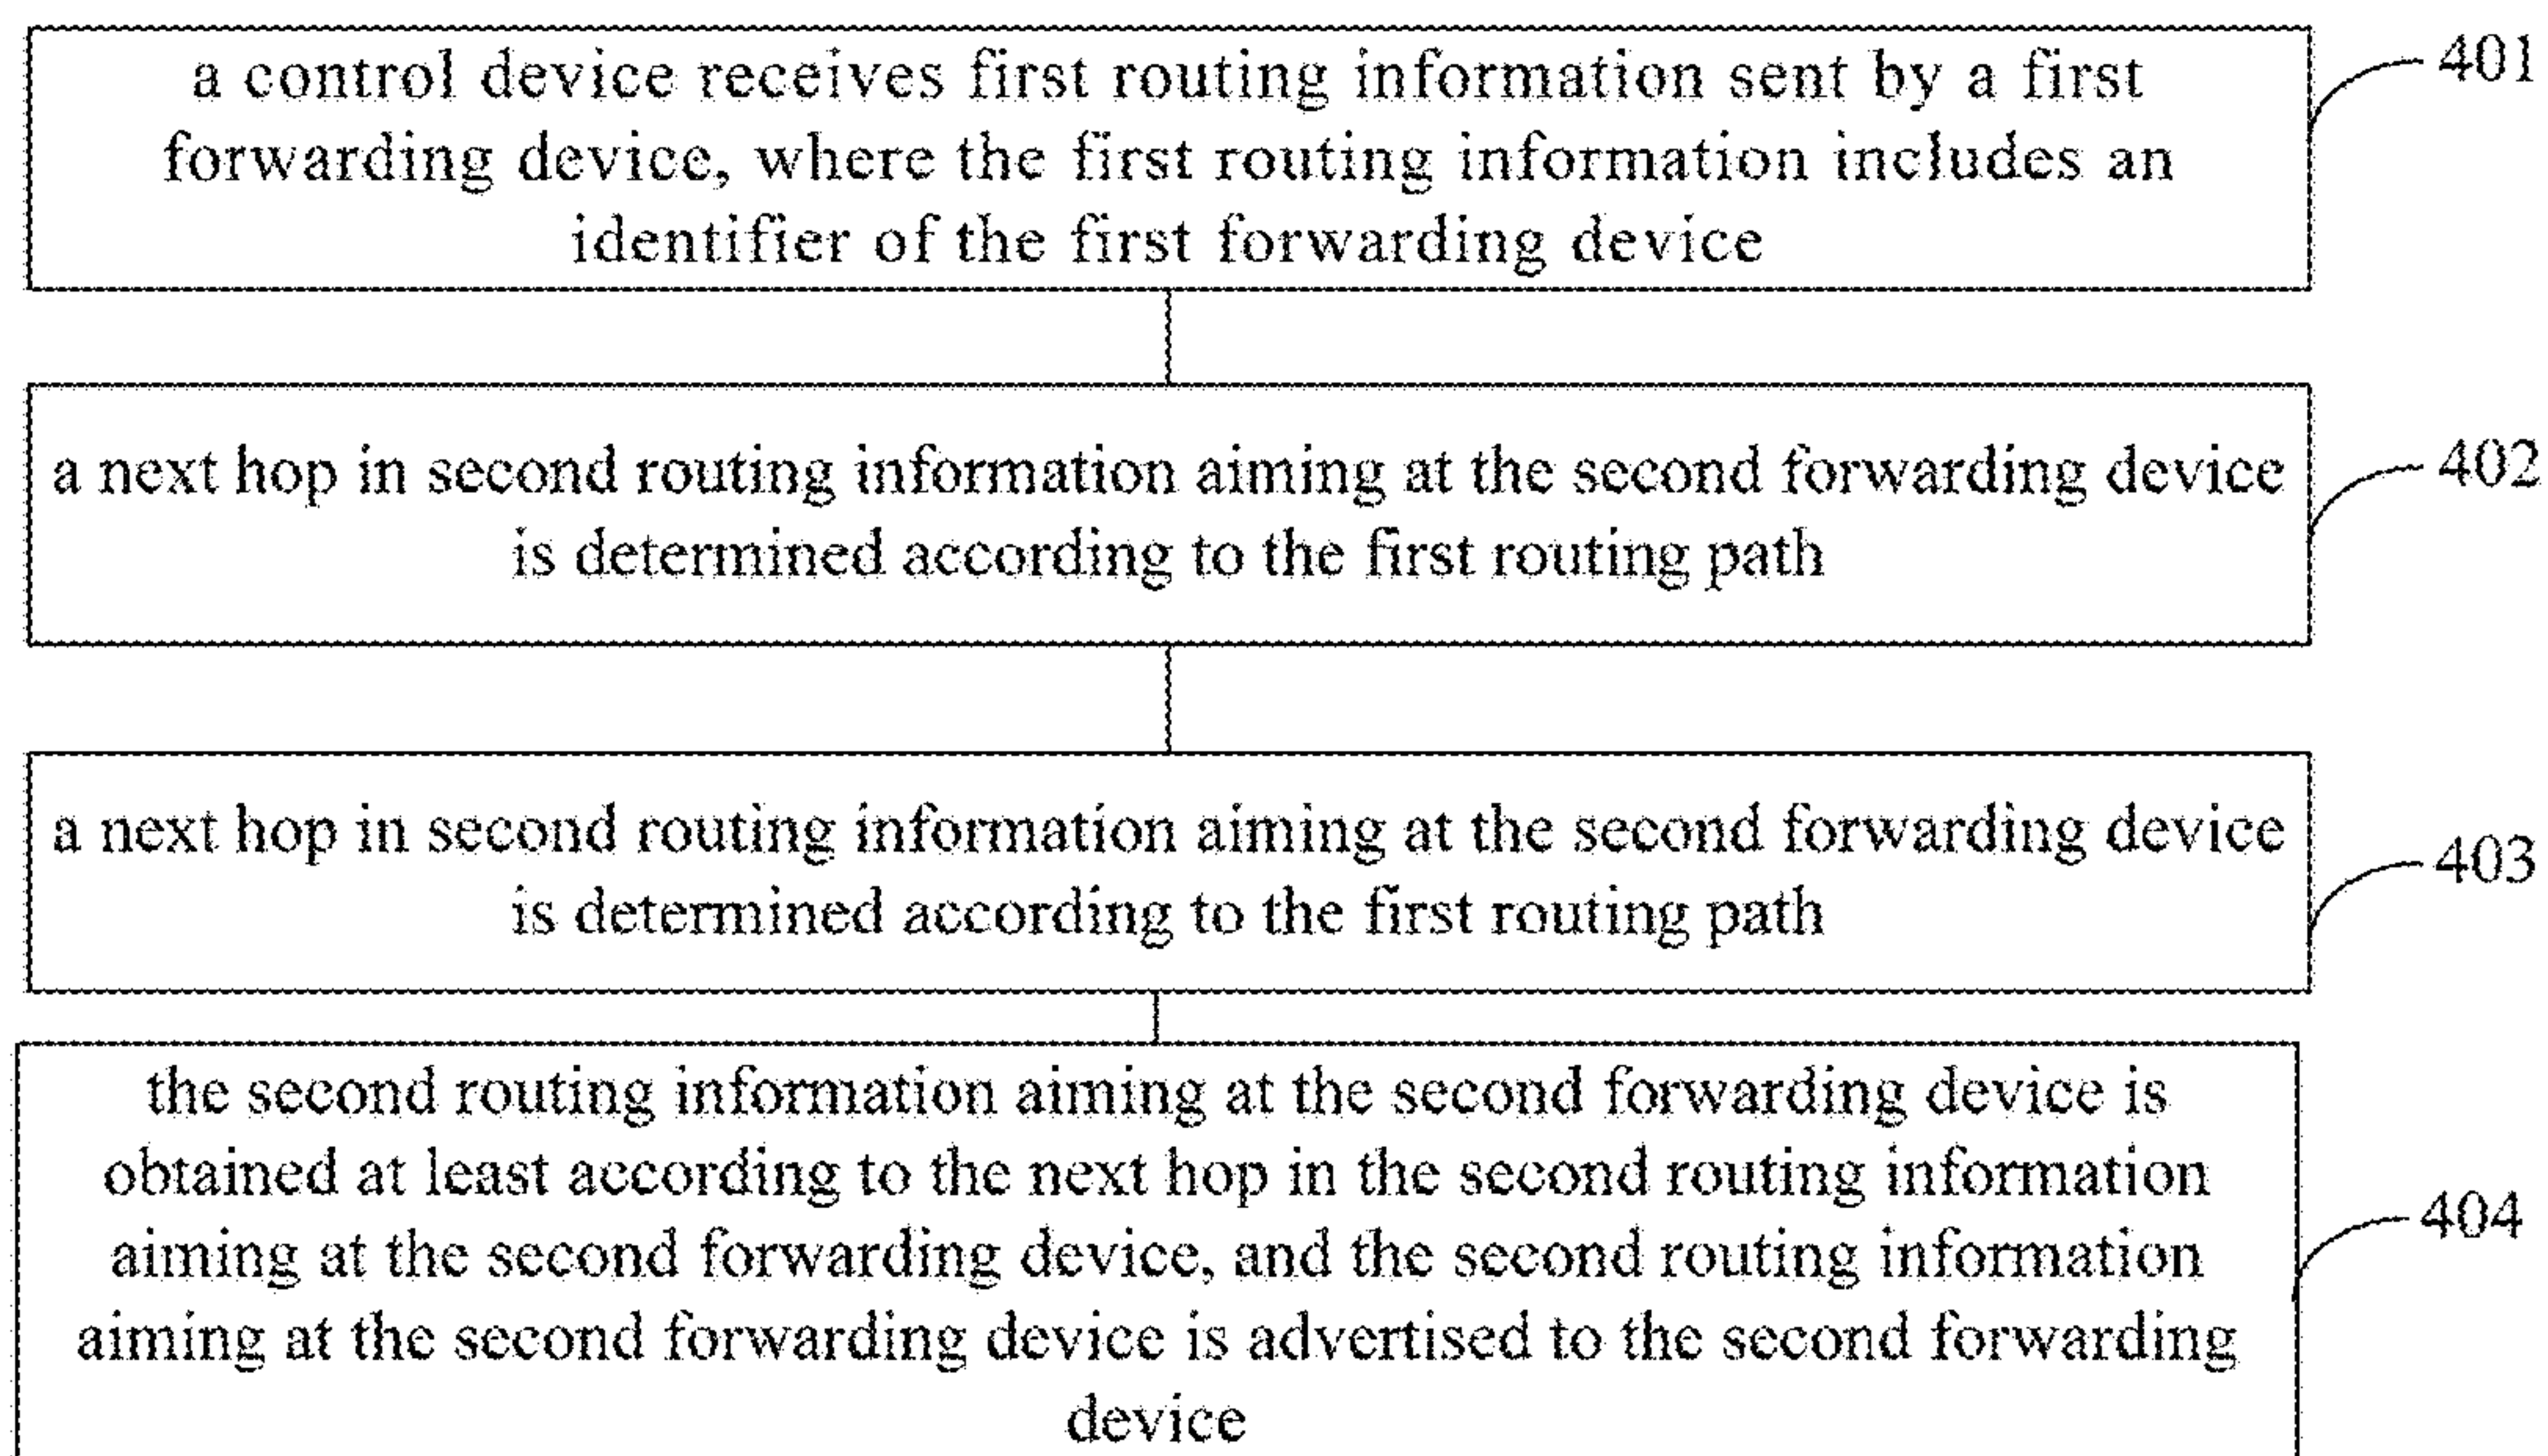 a control device receives first routing information sent by a first
401
forwarding device, where the first routing information includes an
identifier of the first forwarding device
a next hop in second routing information aiming at the second forwarding device
402
is determined according to the first routing path
a next hop in second routing information aiming at the second forwarding device
403
is determined according to the first routing path
the second routing information aiming at the second forwarding device is
obtained at least according to the next hop in the second routing information
404
aiming at the second forwarding device, and the second routing information
aiming at the second forwarding device is advertised to the second forwarding
device